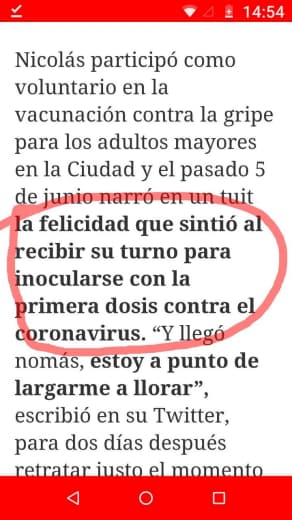 14:54
Nicolás participó como
voluntario en la
vacunación contra la gripe
para los adultos mayores
en la Ciudad y el pasado 5
de junio narró en un tuit
la felicidad que sintió al
recibir su turno para
inocularse con la
primera dosis contra el
coronavirus. “Y llegó
nomás, estoy a punto de
largarme a llorar”,
escribió en su Twitter,
para dos días después
retratar justo el momento